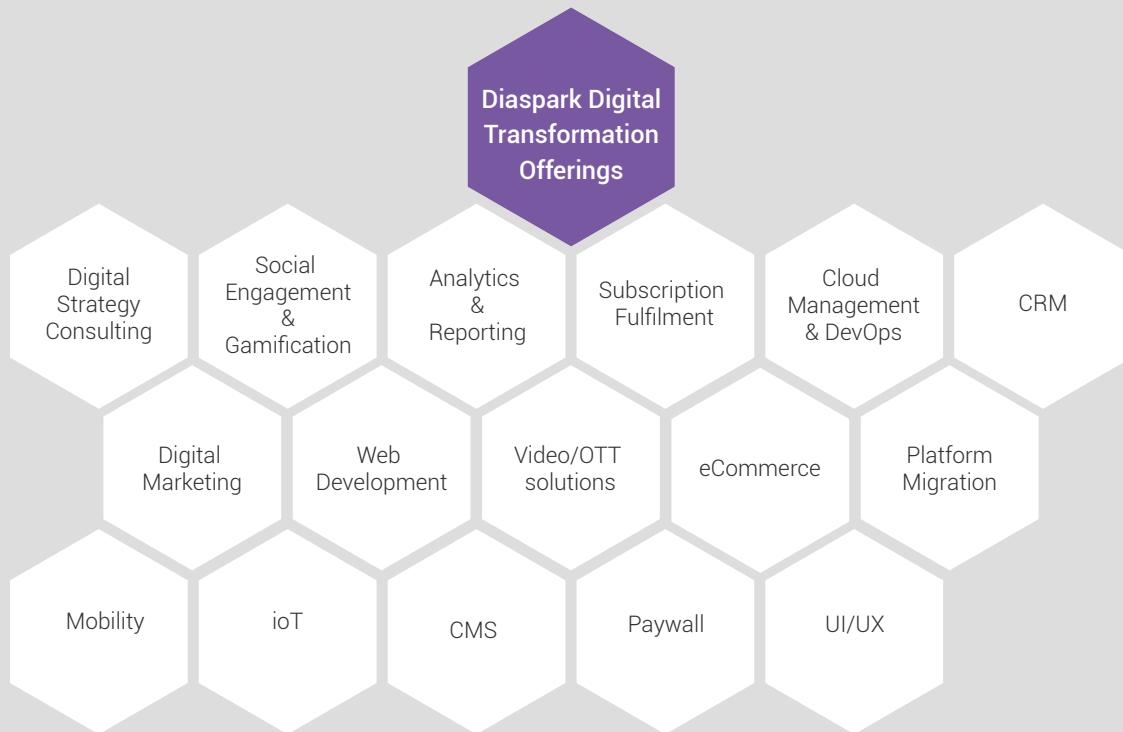 Diaspark Digital
Transformation
Offerings
Digital
Strategy
Consulting
Social
Engagement
&
Gamification
Analytics
&
Reporting
Subscription
Fulfilment
Cloud
Management
& DevOps
CRM
Digital
Marketing
Web
Development
Video/OTT
solutions
eCommerce
Platform
Migration
Mobility
ioT
CMS
Paywall
UI/UX